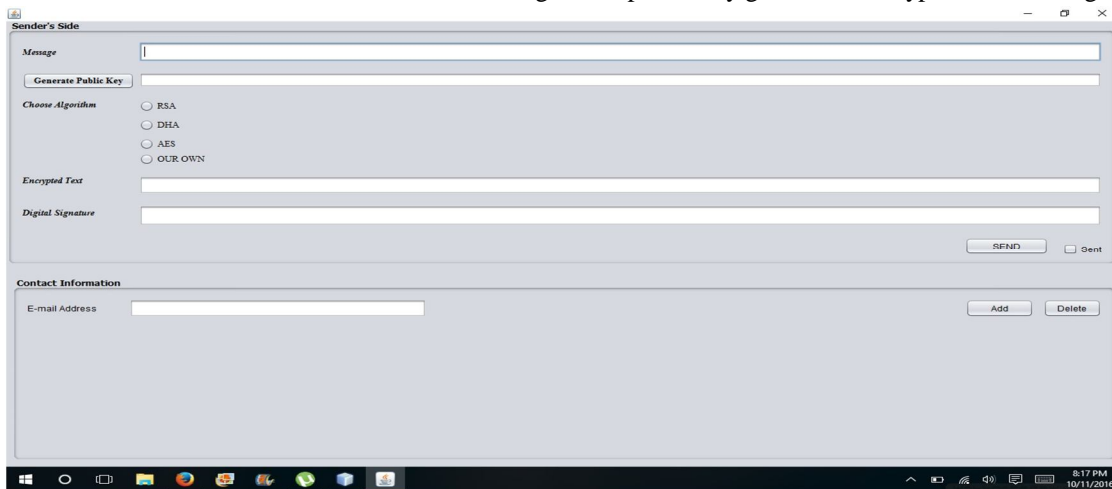 Sender's Side
Message
Generate Public Key
Choose Algorithm
RSA
DHA
AES
OUR OWN
Encrypted Text
Digital Signature
SEND
Sent
Contact Information
E-mail Address
Add
Delete
8:17 PM
10/11/2016